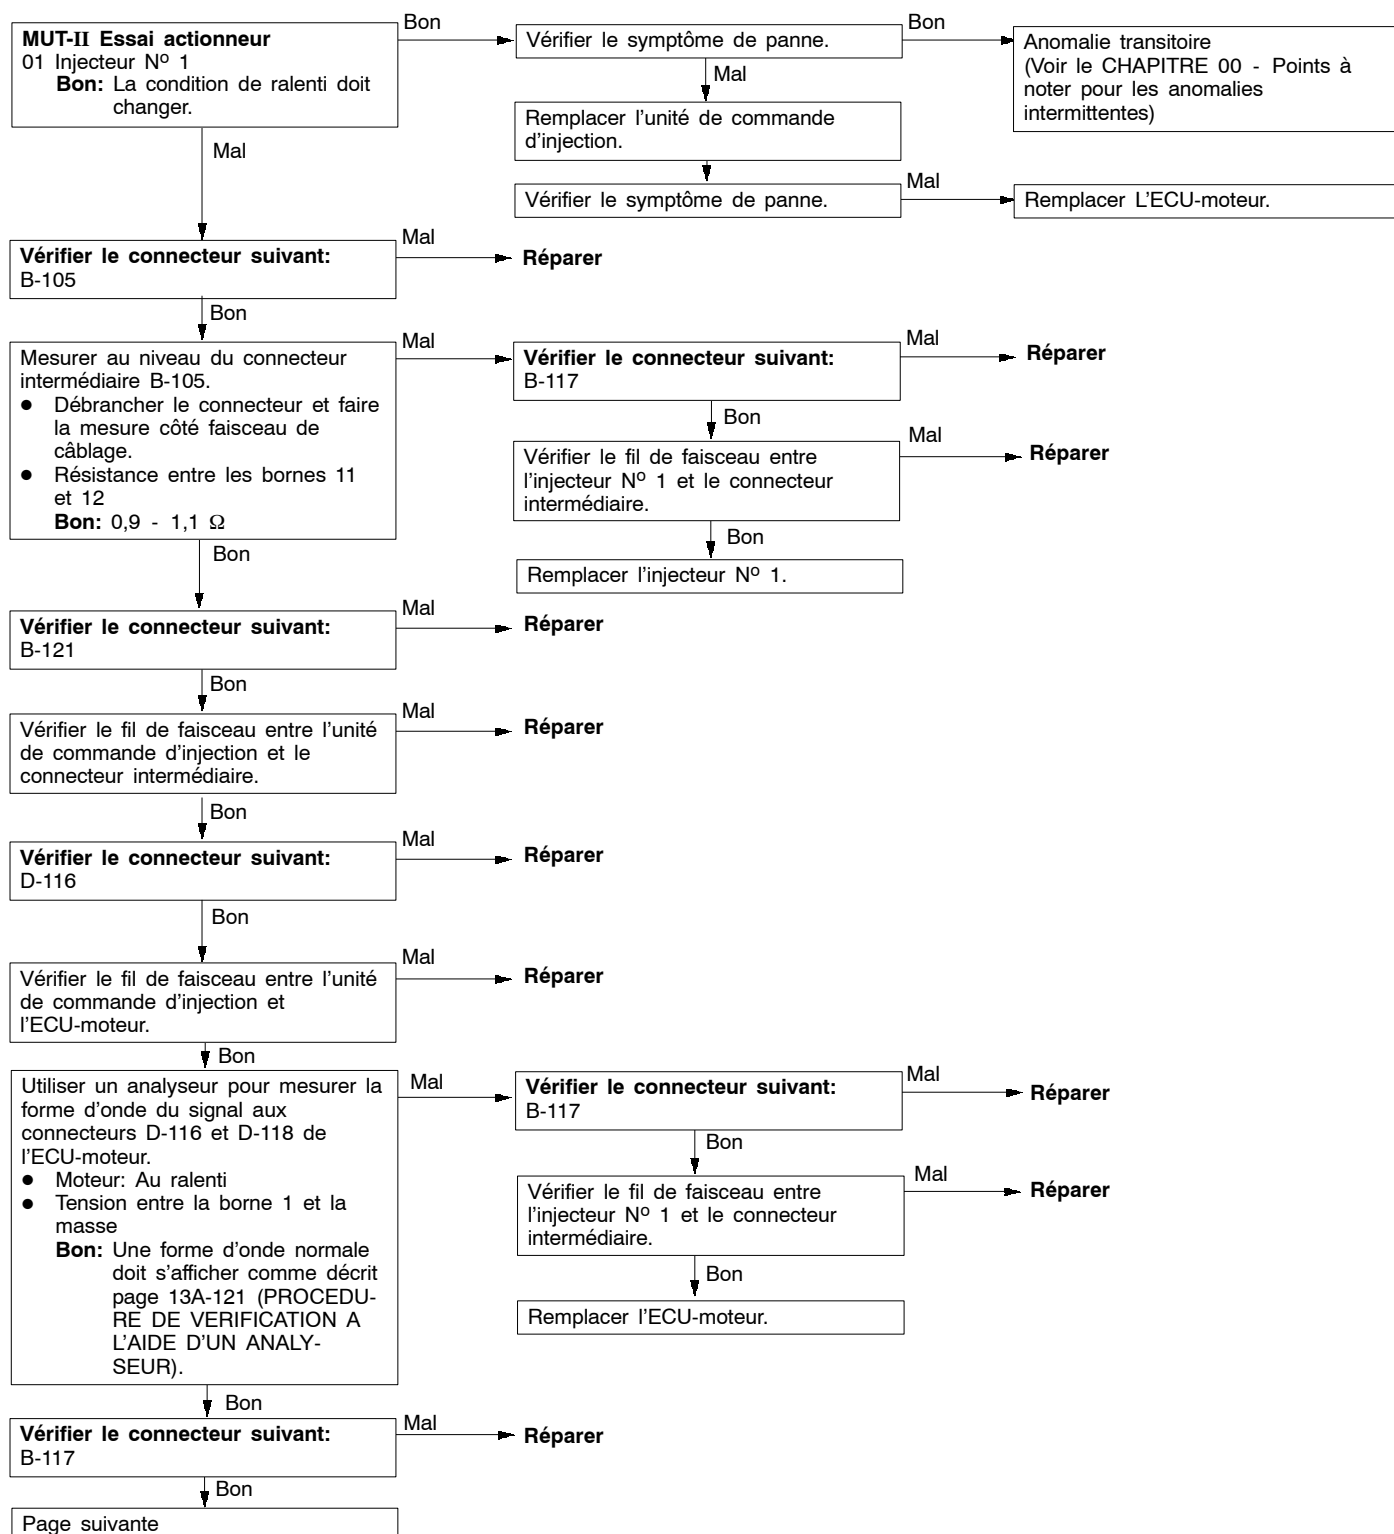 MUT-II Essai actionneur
01 Injecteur Nº 1
Bon: La condition de ralenti doit
changer.
Bon
Vérifier le symptôme de panne.
Bon
Anomalie transitoire
(Voir le CHAPITRE 00 - Points à
noter pour les anomalies
intermittentes)
Mal
Remplacer l'unité de commande
d'injection.
Mal
Vérifier le symptôme de panne.
Mal
Remplacer L'ECU-moteur.
Vérifier le connecteur suivant:
B-105
Mal
Réparer
Bon
Mesurer au niveau du connecteur
intermédiaire B-105.
● Débrancher le connecteur et faire
la mesure côté faisceau de
câblage.
● Résistance entre les bornes 11
et 12
Bon: 0,9 - 1,1 Ω
Mal
Vérifier le connecteur suivant:
B-117
Mal
Réparer
Bon
Vérifier le fil de faisceau entre
l'injecteur Nº 1 et le connecteur
intermédiaire.
Mal
Réparer
Bon
Remplacer l'injecteur Nº 1.
Bon
Vérifier le connecteur suivant:
B-121
Mal
Réparer
Bon
Vérifier le fil de faisceau entre l'unité
de commande d'injection et le
connecteur intermédiaire.
Mal
Réparer
Bon
Vérifier le connecteur suivant:
D-116
Mal
Réparer
Bon
Vérifier le fil de faisceau entre l'unité
de commande d'injection et
l'ECU-moteur.
Mal
Réparer
Bon
Utiliser un analyseur pour mesurer la
forme d'onde du signal aux
connecteurs D-116 et D-118 de
l'ECU-moteur.
● Moteur: Au ralenti
● Tension entre la borne 1 et la
masse
Bon: Une forme d'onde normale
doit s'afficher comme décrit
page 13A-121 (PROCEDU-
RE DE VERIFICATION A
L'AIDE D'UN ANALY-
SEUR).
Mal
Vérifier le connecteur suivant:
B-117
Mal
Réparer
Bon
Vérifier le fil de faisceau entre
l'injecteur Nº 1 et le connecteur
intermédiaire.
Mal
Réparer
Bon
Remplacer l'ECU-moteur.
Bon
Vérifier le connecteur suivant:
B-117
Mal
Réparer
Bon
Page suivante